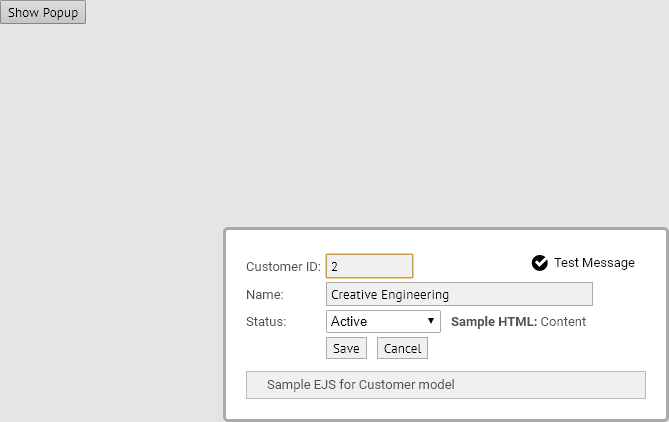 Show Popup
Customer ID: 2 Test Message
Name: Creative Engineering
Status: Active Sample HTML: Content
Save Cancel
Sample EJS for Customer model